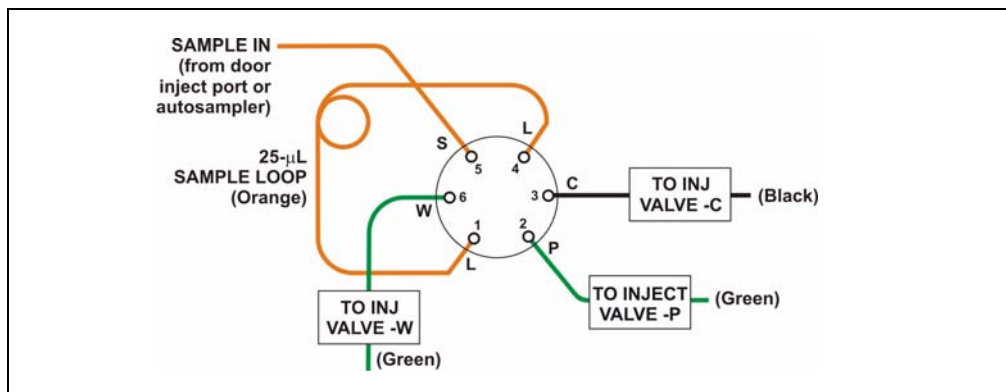 SAMPLE IN
(from door
inject port or
autosampler)
25-μL
SAMPLE LOOP
(Orange)
S
5
L
4
6
W
3
C
1
L
2
P
TO INJ
VALVE -C
(Black)
TO INJECT
VALVE -P
(Green)
TO INJ
VALVE -W
(Green)